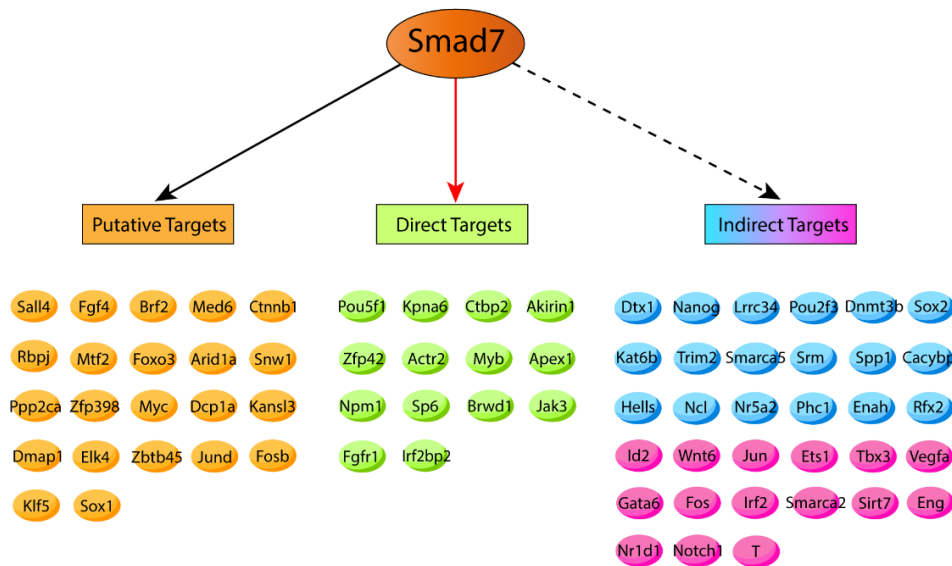 Smad7
Putative Targets Direct Targets Indirect Targets
Sall4 Fgf4 Brf2 Med6 Ctnnb1
Rbpj Mtf2 Foxo3 Arid1a Snw1
Ppp2ca Zfp398 Myc Dcp1a Kansl3
Dmap1 Elk4 Zbtb45 Jund Fosb
Klf5 Sox1
Pou5f1 Kpna6 Ctbp2 Akirin1
Zfp42 Actr2 Myb Apex1
Npm1 Sp6 Brwd1 Jak3
Fgfr1 Irf2bp2
Dtx1 Nanog Lrrc34 Pou2f3 Dnmt3b Sox2
Kat6b Trim2 Smarca5 Srm Spp1 Cacybp
Hells Ncl Nr5a2 Phc1 Enah Rfx2
Id2 Wnt6 Jun Ets1 Tbx3 Vegfa
Gata6 Fos Irf2 Smarca2 Sirt7 Eng
Nr1d1 Notch1 T